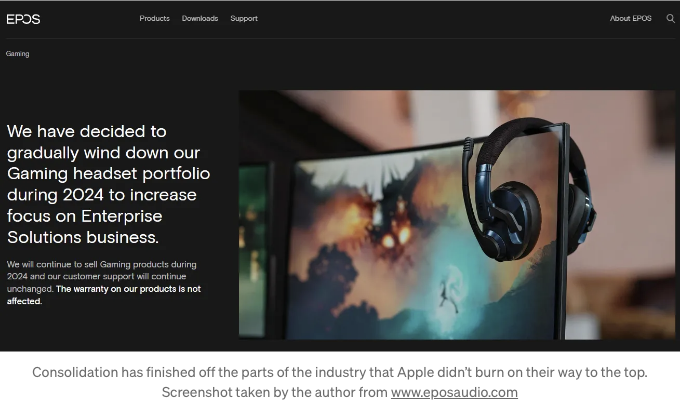 EPOS
Products Downloads Support
About EPOS
Gaming
We have decided to
gradually wind down our
Gaming headset portfolio
during 2024 to increase
focus on Enterprise
Solutions business.
We will continue to sell Gaming products during
2024 and our customer support will continue
unchanged. The warranty on our products is not
affected.
Consolidation has finished off the parts of the industry that Apple didn’t burn on their way to the top.
Screenshot taken by the author from www.eposaudio.com